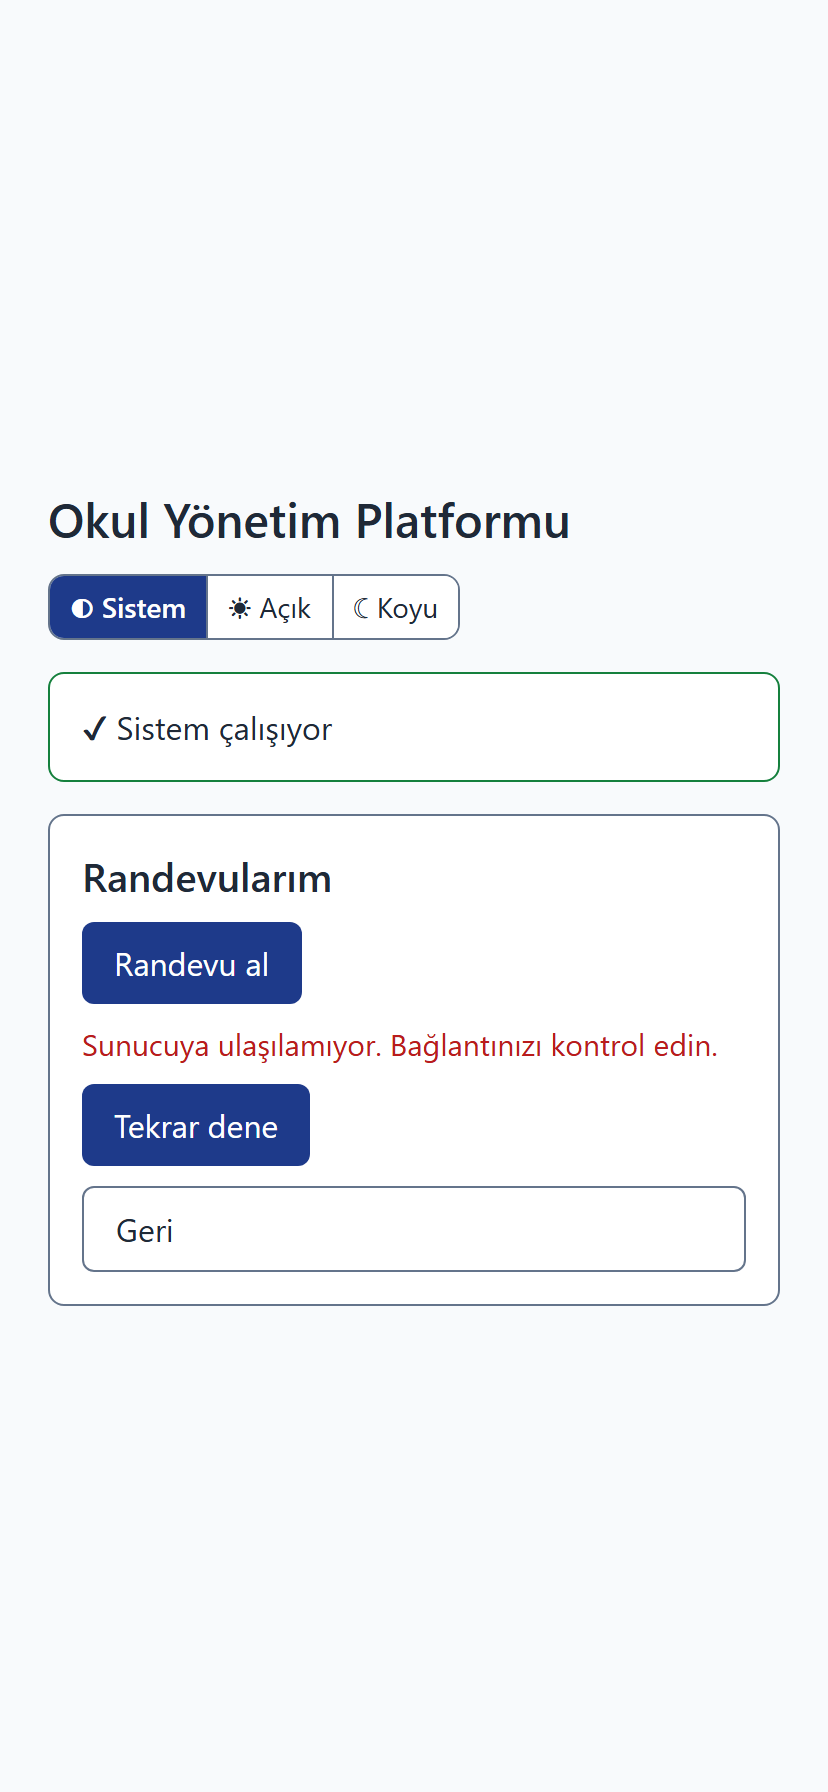 Okul Yönetim Platformu
◐ Sistem ☀ Açık ☾ Koyu
✓ Sistem çalışıyor
Randevularım
Randevu al
Sunucuya ulaşılamıyor. Bağlantınızı kontrol edin.
Tekrar dene
Geri